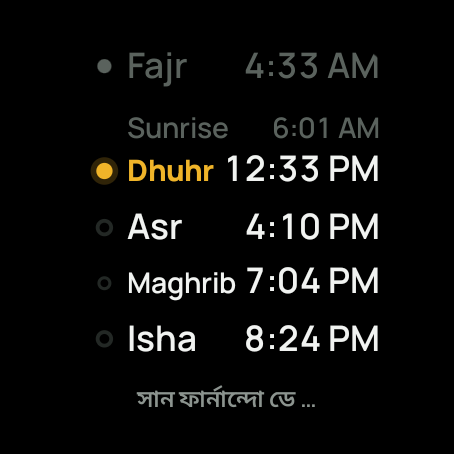 Fajr 4:33 AM
Sunrise 6:01 AM
Dhuhr 12:33 PM
Asr 4:10 PM
Maghrib 7:04 PM
Isha 8:24 PM
সান ফার্নান্দো ডে ...